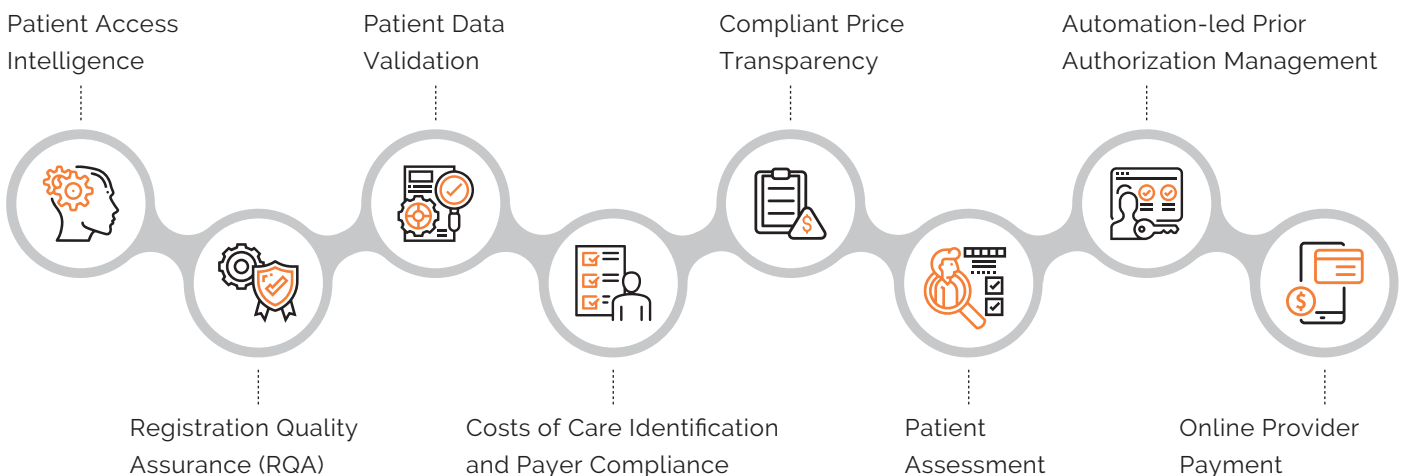 Patient Access
Intelligence
Patient Data
Validation
Compliant Price
Transparency
Automation-led Prior
Authorization Management
$
$
Registration Quality
Assurance (RQA)
Costs of Care Identification
and Payer Compliance
Patient
Assessment
Online Provider
Payment